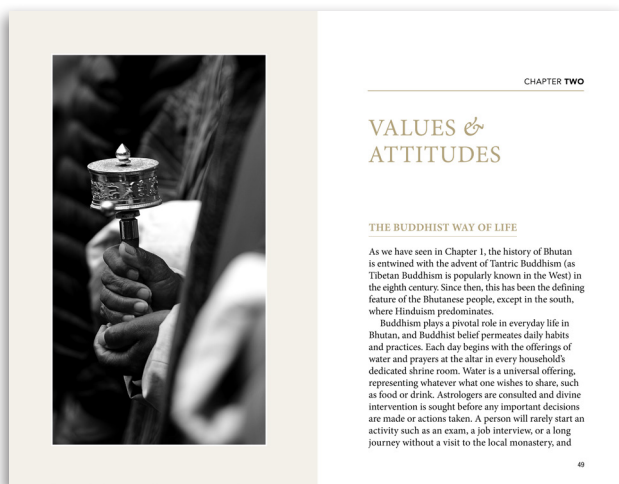 CHAPTER TWO
VALUES &
ATTITUDES
THE BUDDHIST WAY OF LIFE
As we have seen in Chapter 1, the history of Bhutan
is entwined with the advent of Tantric Buddhism (as
Tibetan Buddhism is popularly known in the West) in
the eighth century. Since then, this has been the defining
feature of the Bhutanese people, except in the south,
where Hinduism predominates.
Buddhism plays a pivotal role in everyday life in
Bhutan, and Buddhist belief permeates daily habits
and practices. Each day begins with the offerings of
water and prayers at the altar in every household’s
dedicated shrine room. Water is a universal offering,
representing whatever what one wishes to share, such
as food or drink. Astrologers are consulted and divine
intervention is sought before any important decisions
are made or actions taken. A person will rarely start an
activity such as an exam, a job interview, or a long
journey without a visit to the local monastery, and
49